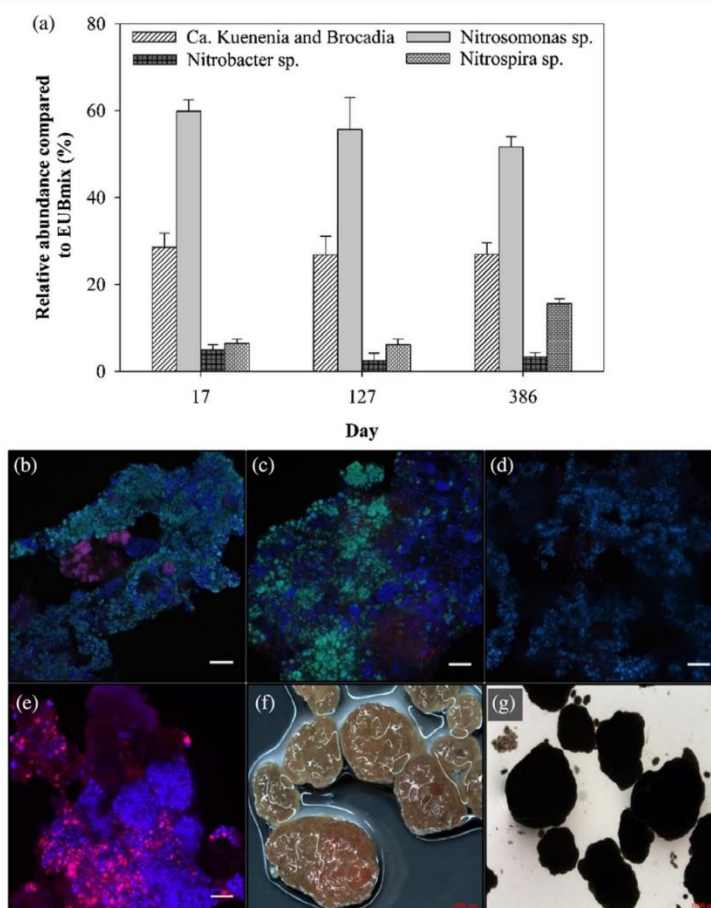 (a)
80
60
40
20
0
Relative abundance compared
to EUBmix (%)
Ca. Kuenenia and Brocadia
Nitrosomonas sp.
Nitrobacter sp.
Nitrospira sp.
17 127 386
Day
(b) (c) (d)
(e) (f) (g)